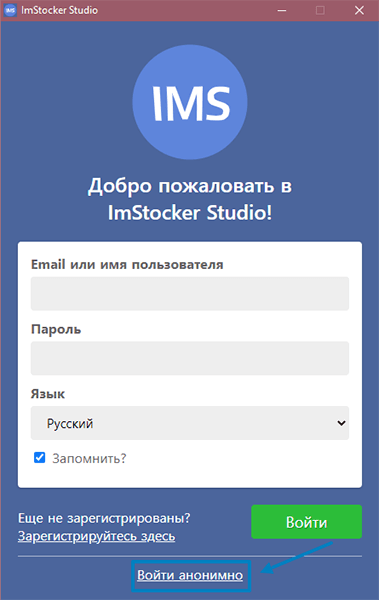 ImStocker Studio
IMS
Добро пожаловать в
ImStocker Studio!
Email или имя пользователя
Пароль
Язык
Русский
Запомнить?
Еще не зарегистрированы?
Зарегистрируйтесь здесь
Войти
Войти анонимно